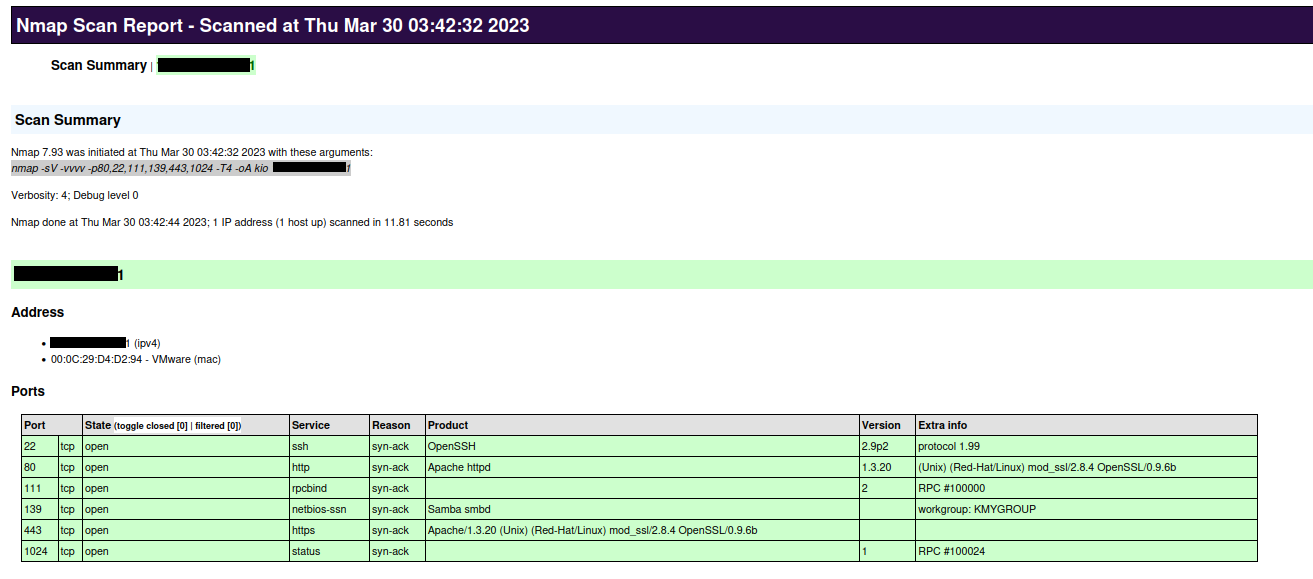 Nmap Scan Report - Scanned at Thu Mar 30 03:42:32 2023
Scan Summary | 1
Scan Summary
Nmap 7.93 was initiated at Thu Mar 30 03:42:32 2023 with these arguments:
nmap -sV -vvvv -p80,22,111,139,443,1024 -T4 -oA kio 1
Verbosity: 4; Debug level 0
Nmap done at Thu Mar 30 03:42:44 2023; 1 IP address (1 host up) scanned in 11.81 seconds
1
Address
1 (ipv4)
00:0C:29:D4:D2:94 - VMware (mac)
Ports
Port State (toggle closed [0] | filtered [0]) Service Reason Product Version Extra info
22 tcp open ssh syn-ack OpenSSH 2.9p2 protocol 1.99
80 tcp open http syn-ack Apache httpd 1.3.20 (Unix) (Red-Hat/Linux) mod_ssl/2.8.4 OpenSSL/0.9.6b
111 tcp open rpcbind syn-ack 2 RPC #100000
139 tcp open netbios-ssn syn-ack Samba smbd workgroup: KMYGROUP
443 tcp open https syn-ack Apache/1.3.20 (Unix) (Red-Hat/Linux) mod_ssl/2.8.4 OpenSSL/0.9.6b
1024 tcp open status syn-ack 1 RPC #100024